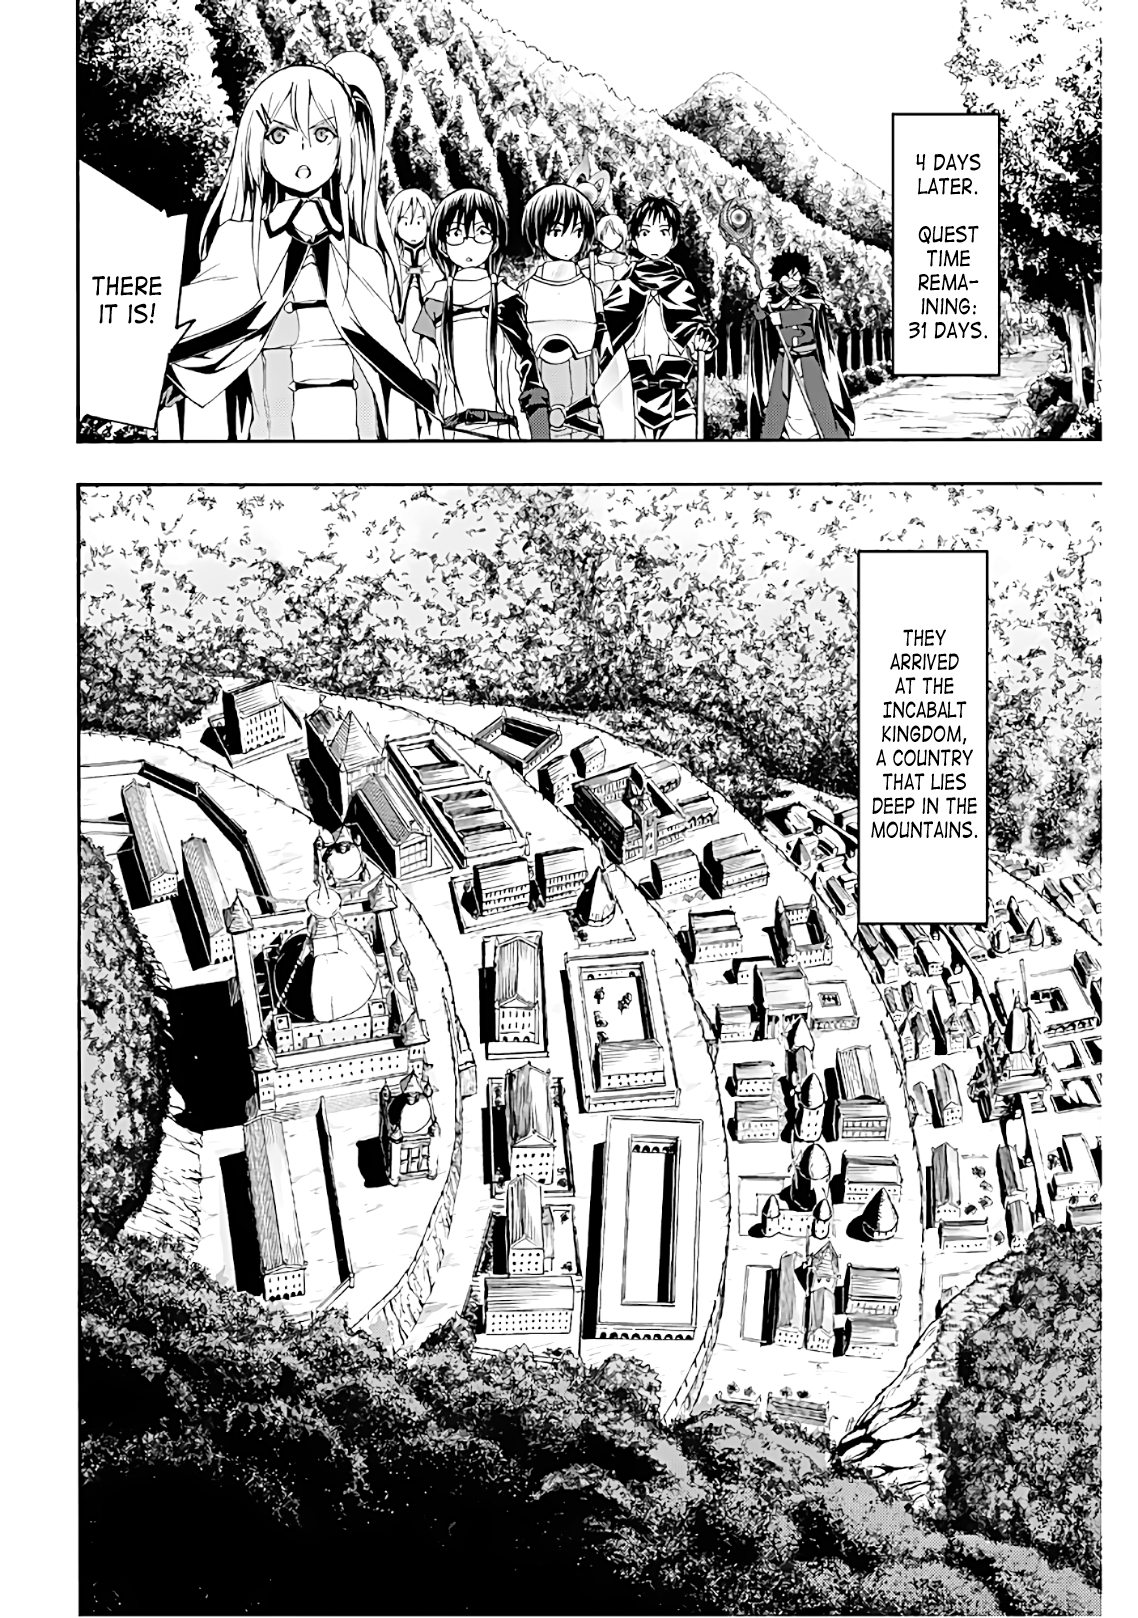 4 DAYS
LATER.
QUEST
TIME
REMA-
INING:
31 DAYS.
THERE
IT IS!
THEY
ARRIVED
AT THE
INCABALT
KINGDOM,
A COUNTRY
THAT LIES
DEEP IN THE
MOUNTAINS.